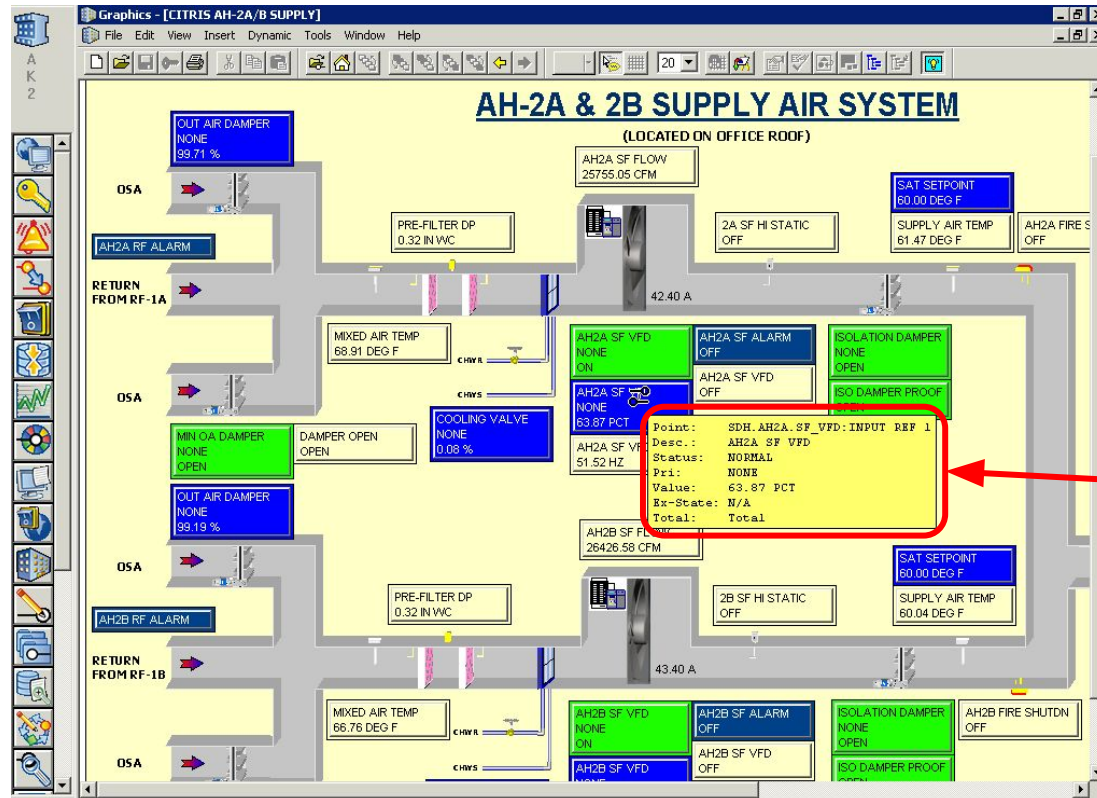 Graphics - [CITRIS AH-2A/B SUPPLY]
File Edit View Insert Dynamic Tools Window Help
A
K
2
20
AH-2A & 2B SUPPLY AIR SYSTEM
(LOCATED ON OFFICE ROOF)
OUT AIR DAMPER
NONE
99.71 %
AH2A SF FLOW
25755.05 CFM
OSA
SAT SETPOINT
60.00 DEG F
PRE-FILTER DP
0.32 IN WC
2A SF HI STATIC
OFF
SUPPLY AIR TEMP
61.47 DEG F
AH2A FIRE S
OFF
AH2A RF ALARM
RETURN
FROM RF-1A
42.40 A
MIXED AIR TEMP
68.91 DEG F
CHWR
AH2A SF VFD
NONE
ON
AH2A SF ALARM
OFF
ISOLATION DAMPER
NONE
OPEN
AH2A SF VFD
OFF
OSA
CHWS
AH2A SF
NONE
63.87 PCT
ISO DAMPER PROOF
OPEN
COOLING VALVE
NONE
0.08 %
MIN OA DAMPER
NONE
OPEN
DAMPER OPEN
OPEN
AH2A SF VF
51.52 HZ
Point: SDH.AH2A.SF_VFD:INPUT REF 1
Desc.: AH2A SF VFD
Status: NORMAL
Pri: NONE
Value: 63.87 PCT
Ex-State: N/A
Total: Total
OUT AIR DAMPER
NONE
99.19 %
AH2B SF FLOW
26426.58 CFM
OSA
SAT SETPOINT
60.00 DEG F
PRE-FILTER DP
0.32 IN WC
2B SF HI STATIC
OFF
SUPPLY AIR TEMP
60.04 DEG F
AH2B RF ALARM
RETURN
FROM RF-1B
43.40 A
MIXED AIR TEMP
66.76 DEG F
CHWR
AH2B SF VFD
NONE
ON
AH2B SF ALARM
OFF
ISOLATION DAMPER
NONE
OPEN
AH2B FIRE SHUTDN
OFF
AH2B SF VFD
OFF
OSA
CHWS
AH2B SF VFD
NONE
ISO DAMPER PROOF
OPEN